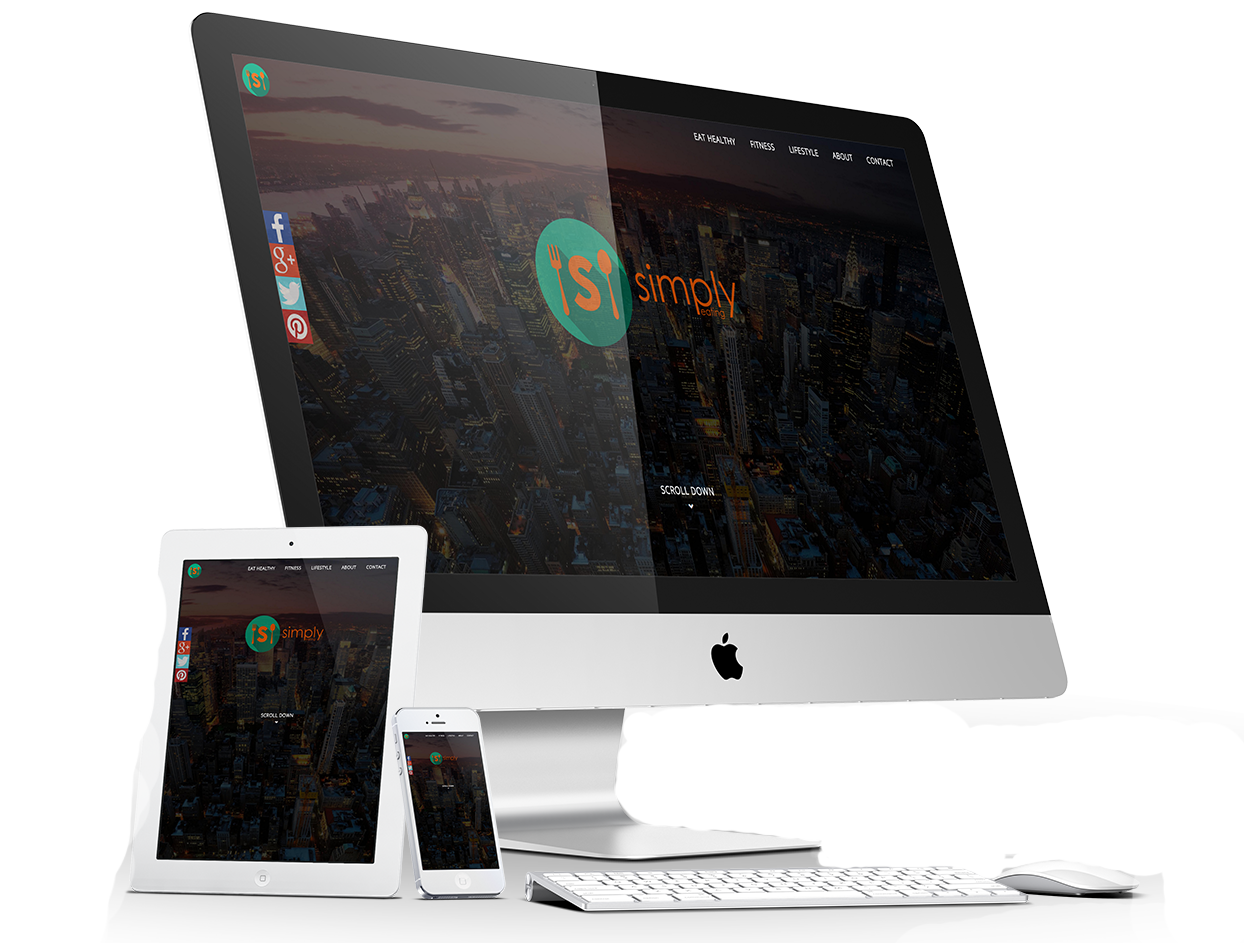 S
EAT HEALTHY FITNESS LIFESTYLE ABOUT CONTACT
f
g+
S simply
eating
SCROLL DOWN
S EAT HEALTHY FITNESS LIFESTYLE ABOUT CONTACT
f
g+
S simply
SCROLL DOWN